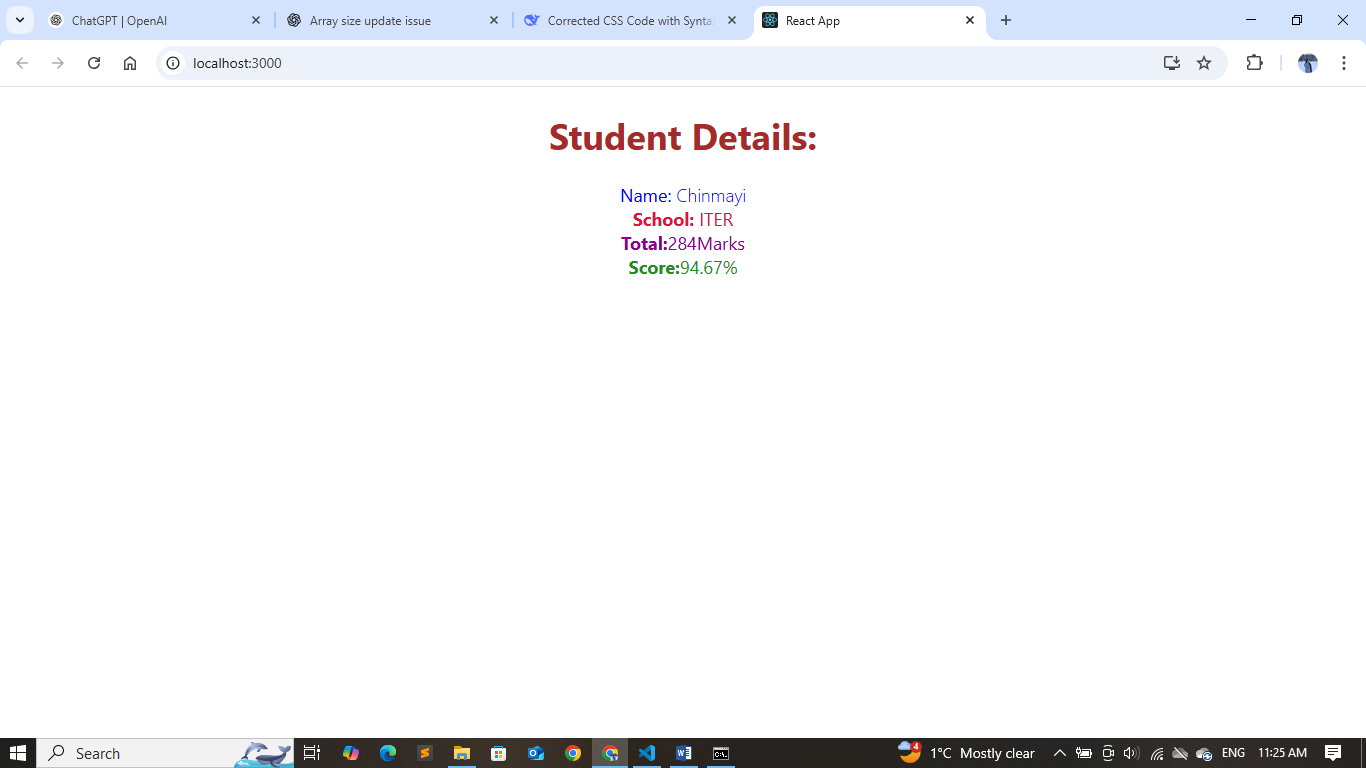 ChatGPT | OpenAI
Array size update issue
Corrected CSS Code with Synta
React App
localhost:3000
Student Details:
Name: Chinmayi
School: ITER
Total:284Marks
Score:94.67%
Search
4
1°C Mostly clear
ENG
11:25 AM